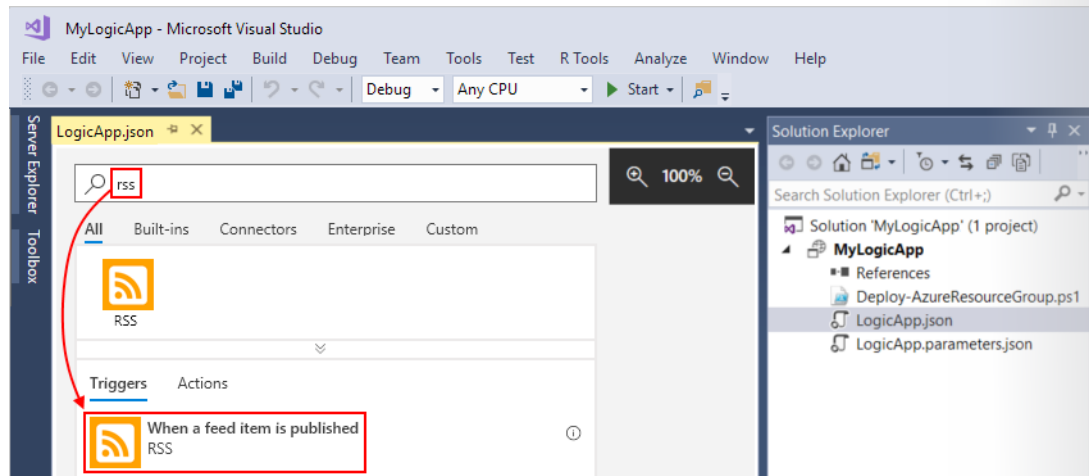 MyLogicApp - Microsoft Visual Studio
File Edit View Project Build Debug Team Tools Test R Tools Analyze Window Help
Debug Any CPU Start
Server Explorer
Toolbox
LogicApp.json
rss
100%
All Built-ins Connectors Enterprise Custom
RSS
Triggers Actions
When a feed item is published
RSS
Solution Explorer
Search Solution Explorer (Ctrl+;)
Solution 'MyLogicApp' (1 project)
MyLogicApp
References
Deploy-AzureResourceGroup.ps1
LogicApp.json
LogicApp.parameters.json